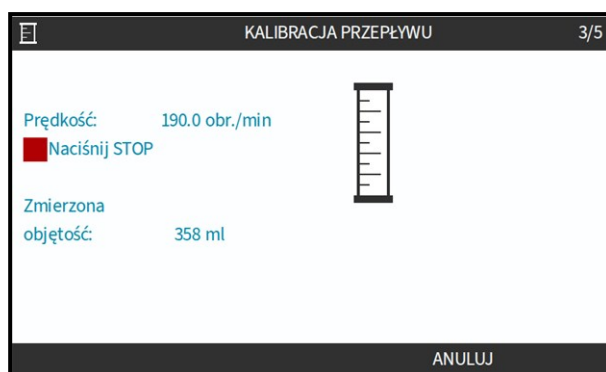 KALIBRACJA PRZEPŁYWU 3/5
Prędkość: 190.0 obr./min
Naciśnij STOP
Zmierzona
objętość: 358 ml
ANULUJ